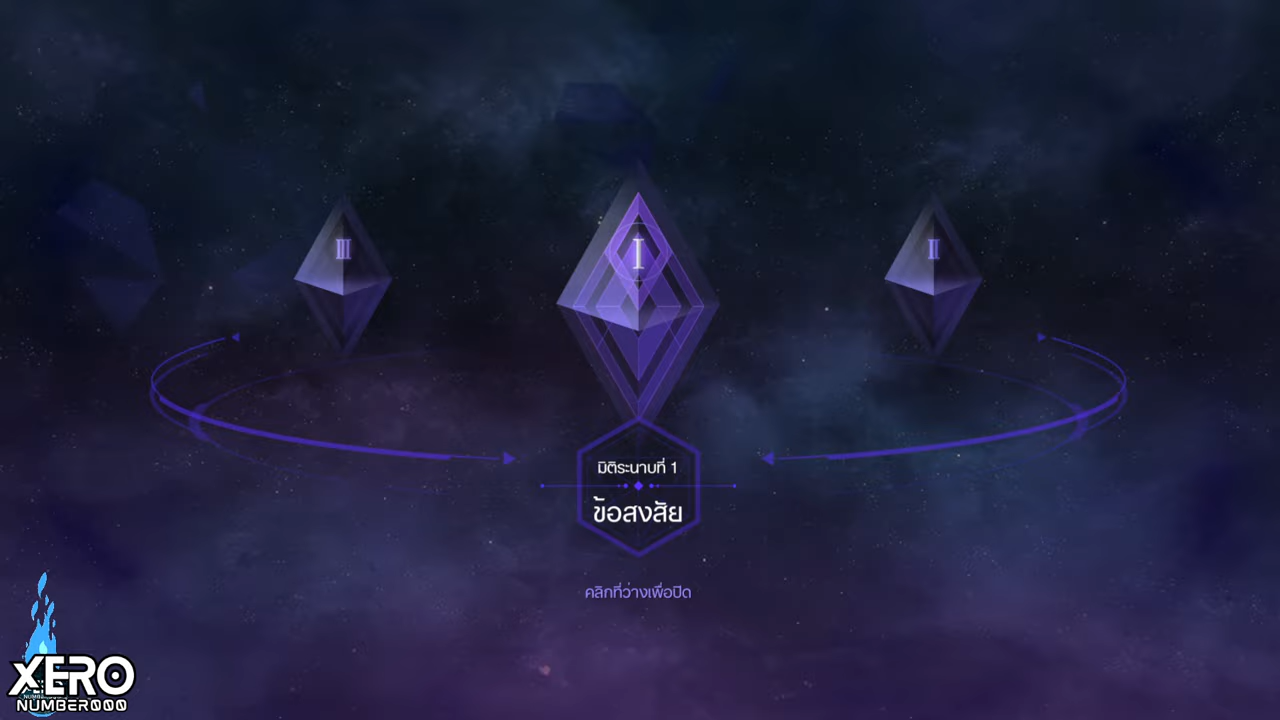 III
I
II
มิติระนาบที่ 1
ข้อสงสัย
คลิกที่ว่างเพื่อปิด
XERO
NUMBER000